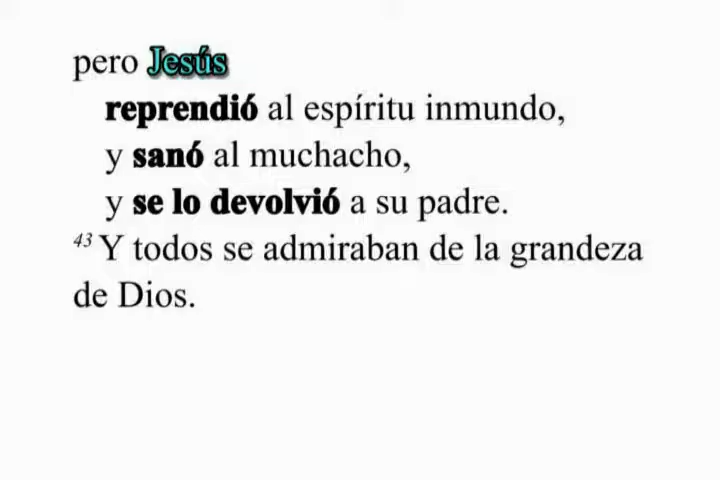 pero Jesús
reprendió al espíritu inmundo,
y sanó al muchacho,
y se lo devolvió a su padre.
43 Y todos se admiraban de la grandeza
de Dios.